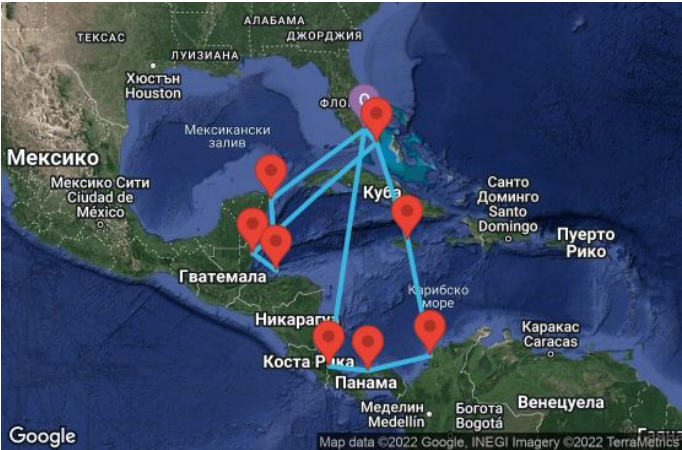 АЛАБАМА
ТЕКСАС
ДЖОРДЖИЯ
ЛУИЗИАНА
Хюстън
Houston
ФЛО
Мексикански
залив
Мексико
Мексико Сити
Ciudad de
México
Куба
Санто
Доминго
Santo
Domingo
Пуерто
Рико
Гватемала
Карибско
море
Никарагуа
Каракас
Caracas
Коста Рика
Панама
Меделин
Medellín
Богота
Bogotá
Венецуела
Google
Map data ©2022 Google, INEGI Imagery ©2022 TerraMetrics